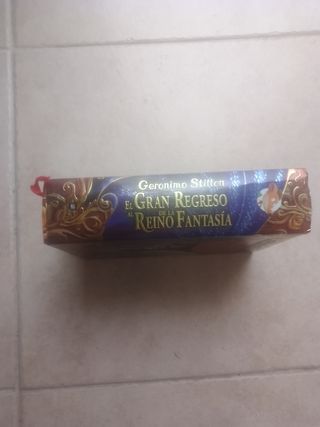 Geronimo Stilton
EL GRAN REGRESO
AL REINO DE LA FANTASÍA